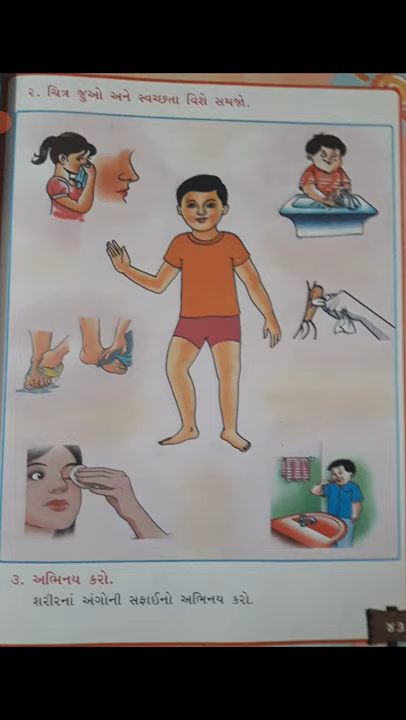 ૨. ચિત્ર જુઓ અને સ્વચ્છતા વિશે સમજો.
૩. અભિનય કરો.
શરીરનાં અંગોની સફાઈનો અભિનય કરો.
૪૩